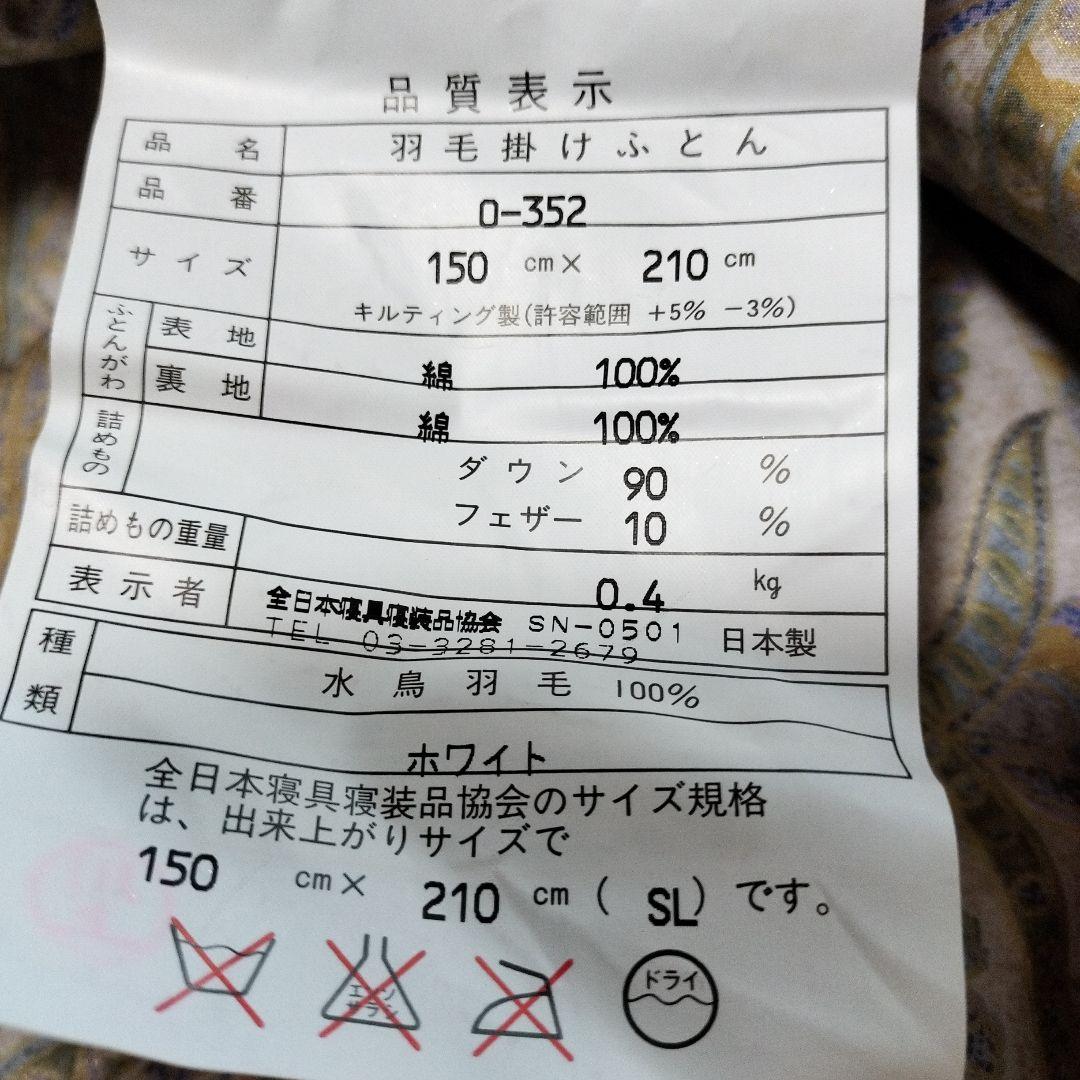 品質表示
品名 羽毛掛けふとん
品番 0-352
サイズ 150 cm× 210 cm
キルティング製(許容範囲 +5% -3%)
ふとんがわ 表地 綿 100%
裏地 綿 100%
詰めもの ダウン 90 %
フェザー 10 %
詰めもの重量 0.4 kg
表示者 全日本寝具寝装品協会 SN-0501 日本製
TEL 03-3281-2679
種類 水鳥羽毛 100%
ホワイト
全日本寝具寝装品協会のサイズ規格
は、出来上がりサイズで
150 cm× 210 cm( SL) です。
ドライ